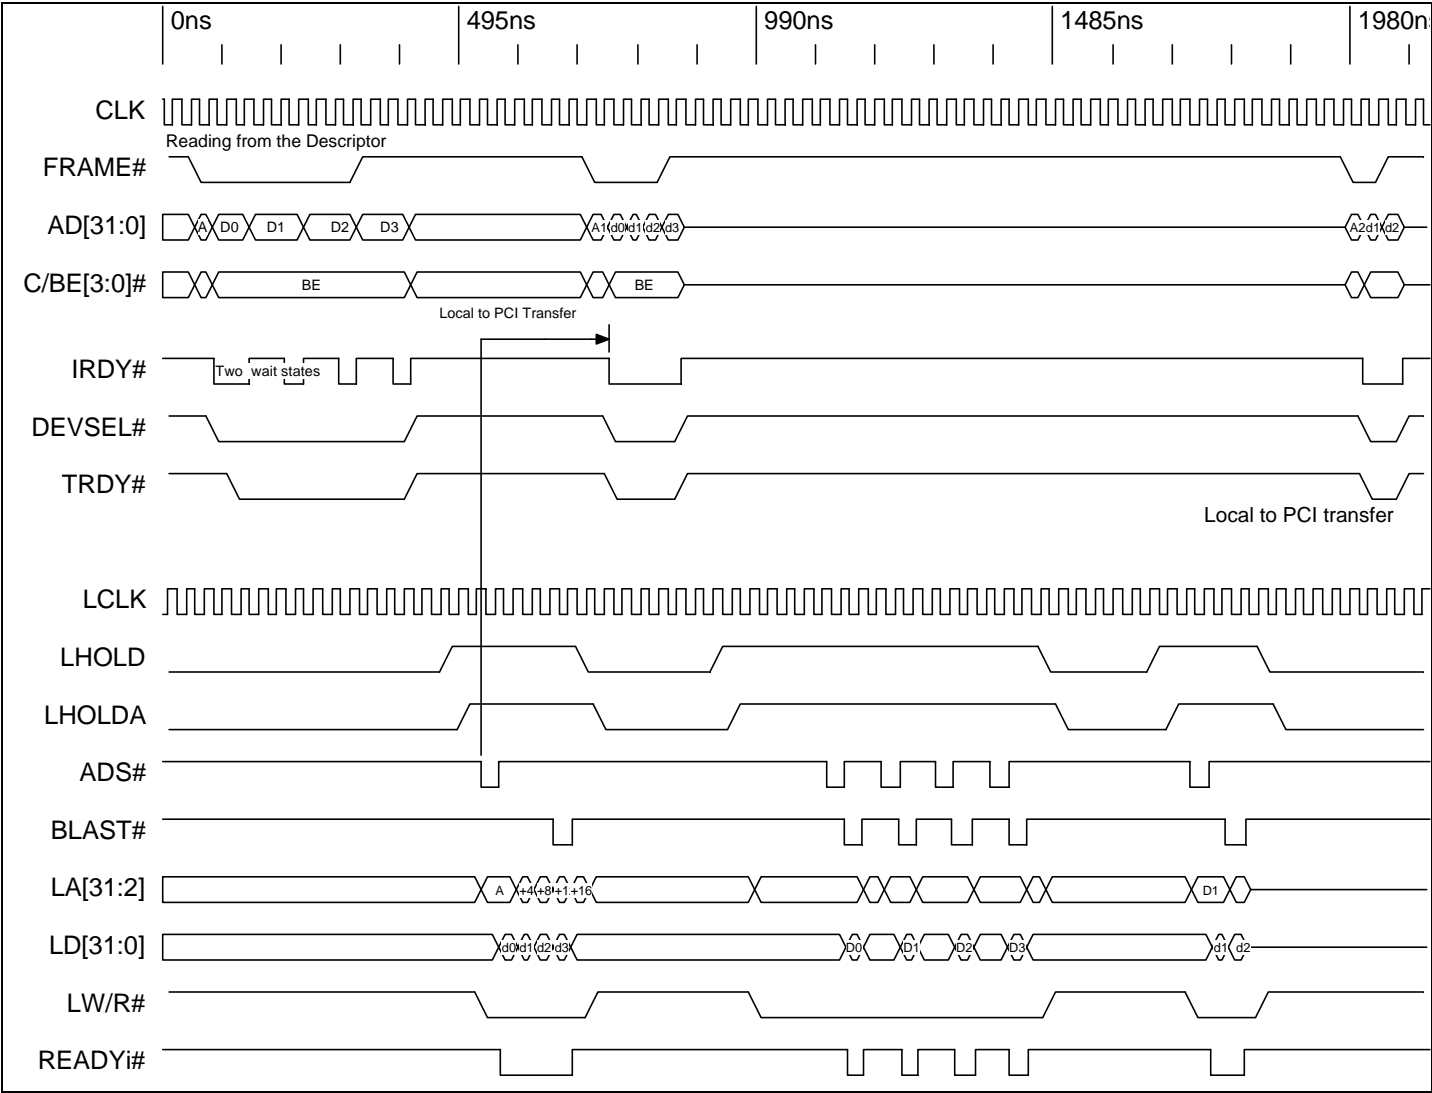 0ns 495ns 990ns 1485ns 1980n
CLK
Reading from the Descriptor
FRAME#
AD[31:0] A D0 D1 D2 D3 A1 d0 d1 d2 d3 A2 d1 d2
C/BE[3:0]# BE BE
Local to PCI Transfer
IRDY# Two wait states
DEVSEL#
TRDY#
Local to PCI transfer
LCLK
LHOLD
LHOLDA
ADS#
BLAST#
LA[31:2] A +4 +8 +1 +16 D1
LD[31:0] d0 d1 d2 d3 D0 D1 D2 D3 d1 d2
LW/R#
READYi#